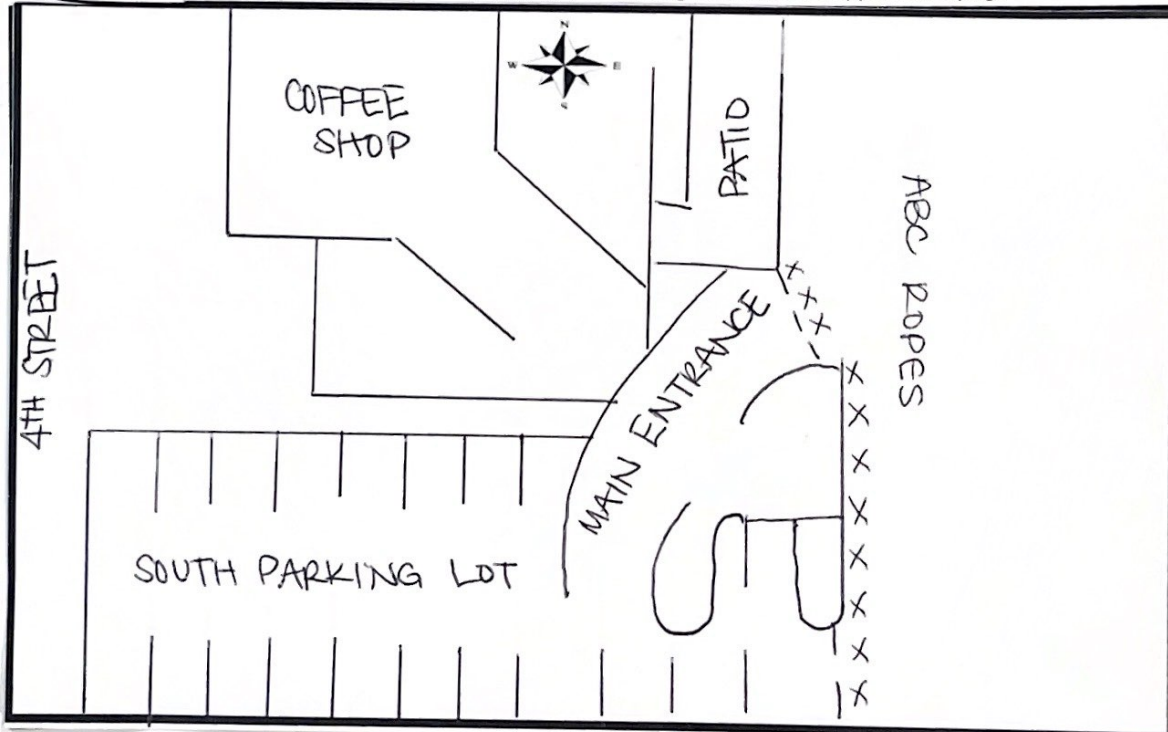 N
W E
S
COFFEE
SHOP
PATIO
ABC ROPES
4TH STREET
MAIN ENTRANCE
SOUTH PARKING LOT